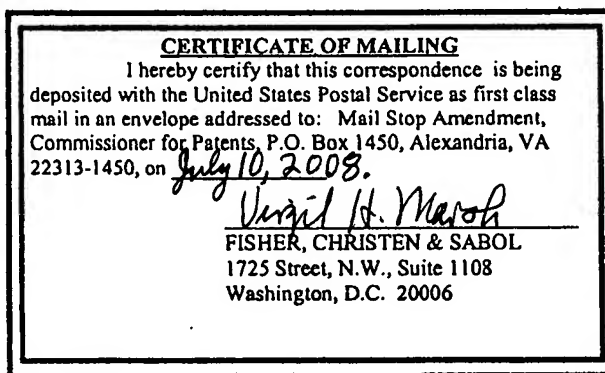 CERTIFICATE OF MAILING
I hereby certify that this correspondence is being
deposited with the United States Postal Service as first class
mail in an envelope addressed to: Mail Stop Amendment,
Commissioner for Patents, P.O. Box 1450, Alexandria, VA
22313-1450, on July 10, 2008.
Virgil H. Marsh
FISHER, CHRISTEN & SABOL
1725 Street, N.W., Suite 1108
Washington, D.C. 20006